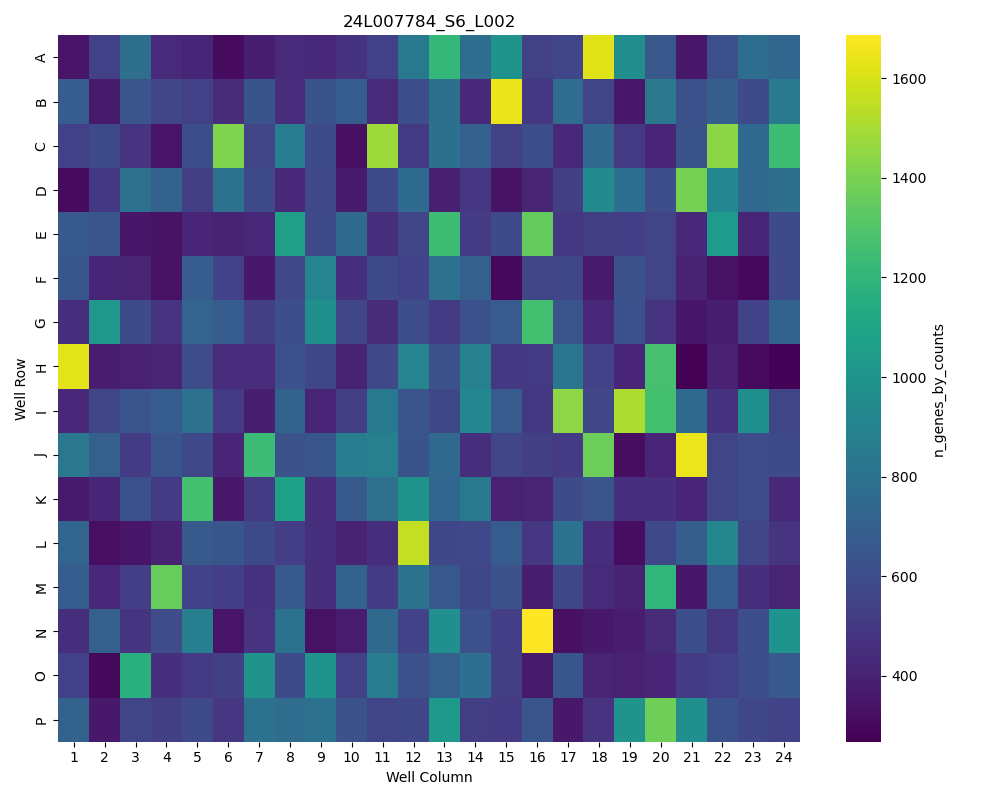 24L007784_S6_L002
A
B
C
D
E
F
G
H
I
J
K
L
M
N
O
P
Well Row
1 2 3 4 5 6 7 8 9 10 11 12 13 14 15 16 17 18 19 20 21 22 23 24
Well Column
1600
1400
1200
1000
800
600
400
n_genes_by_counts